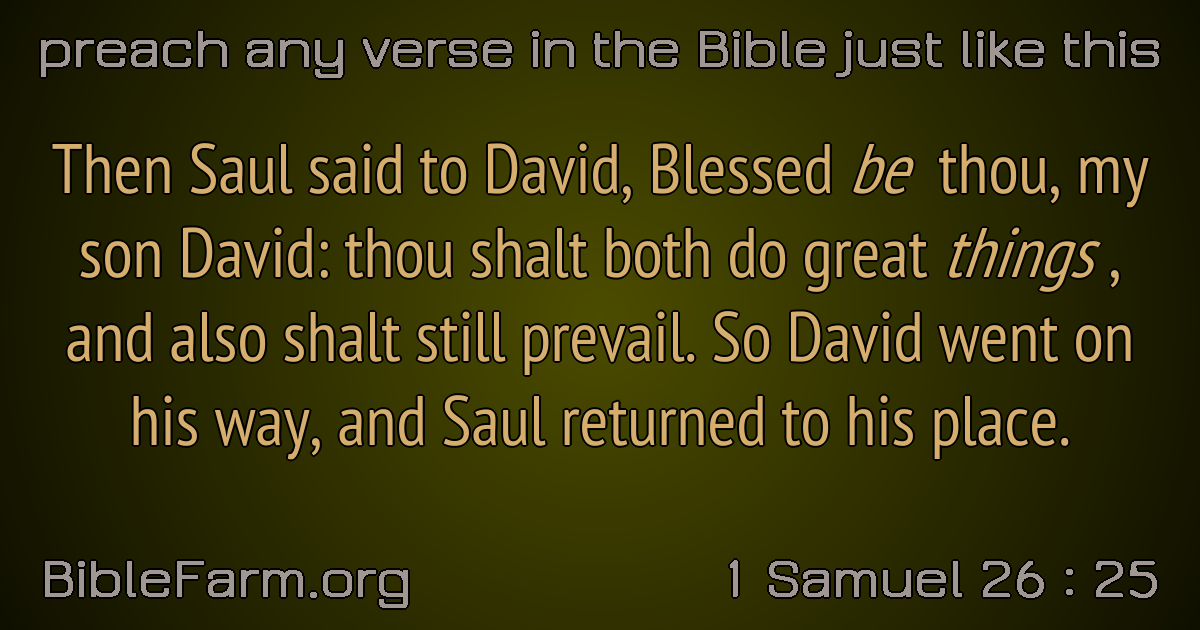 preach any verse in the Bible just like this
Then Saul said to David, Blessed be thou, my
son David: thou shalt both do great things ,
and also shalt still prevail. So David went on
his way, and Saul returned to his place.
BibleFarm.org
1 Samuel 26 : 25